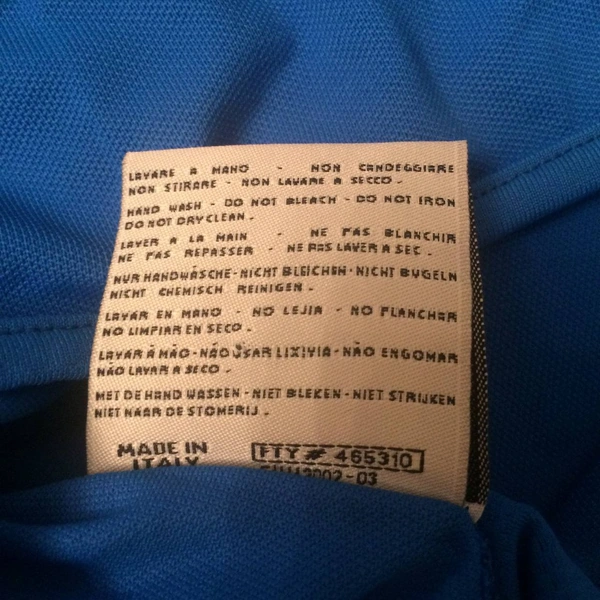 LAVARE A MANO - NON CANDEGGIARE
NON STIRARE - NON LAVARE A SECCO.
HAND WASH - DO NOT BLEACH - DO NOT IRON
DO NOT DRYCLEAN.
LAVER A LA MAIN - NE PAS BLANCHIR
NE PAS REPASSER - NE PAS LAVER A SEC.
NUR HANDWÄSCHE-NICHT BLEICHEN-NICHT BUGELN
NICHT CHEMISCH REINIGEN.
LAVAR EN MANO - NO LEJIA - NO PLANCHAR
NO LIMPIAR EN SECO.
LAVAR À MÃO-NÃO USAR LIXIVIA-NÃO ENGOMAR
NÃO LAVAR A SECO.
MET DE HAND WASSEN-NIET BLEKEN-NIET STRIJKEN
NIET NAAR DE STOMERIJ.
MADE IN
ITALY
FTY # 465310